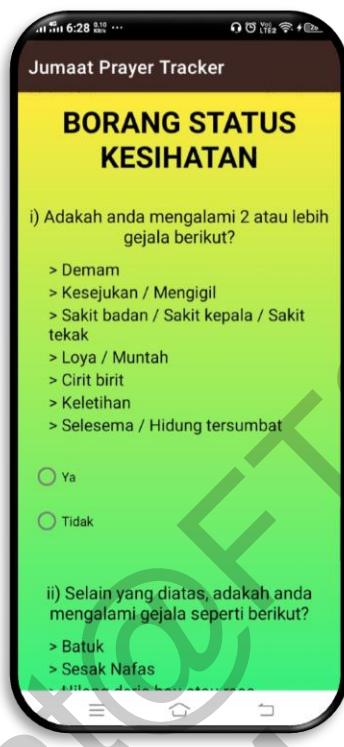 6:28
Jumaat Prayer Tracker
BORANG STATUS
KESIHATAN
i) Adakah anda mengalami 2 atau lebih
gejala berikut?
> Demam
> Kesejukan / Mengigil
> Sakit badan / Sakit kepala / Sakit
tekak
> Loya / Muntah
> Cirit birit
> Keletihan
> Selesema / Hidung tersumbat
Ya
Tidak
ii) Selain yang diatas, adakah anda
mengalami gejala seperti berikut?
> Batuk
> Sesak Nafas